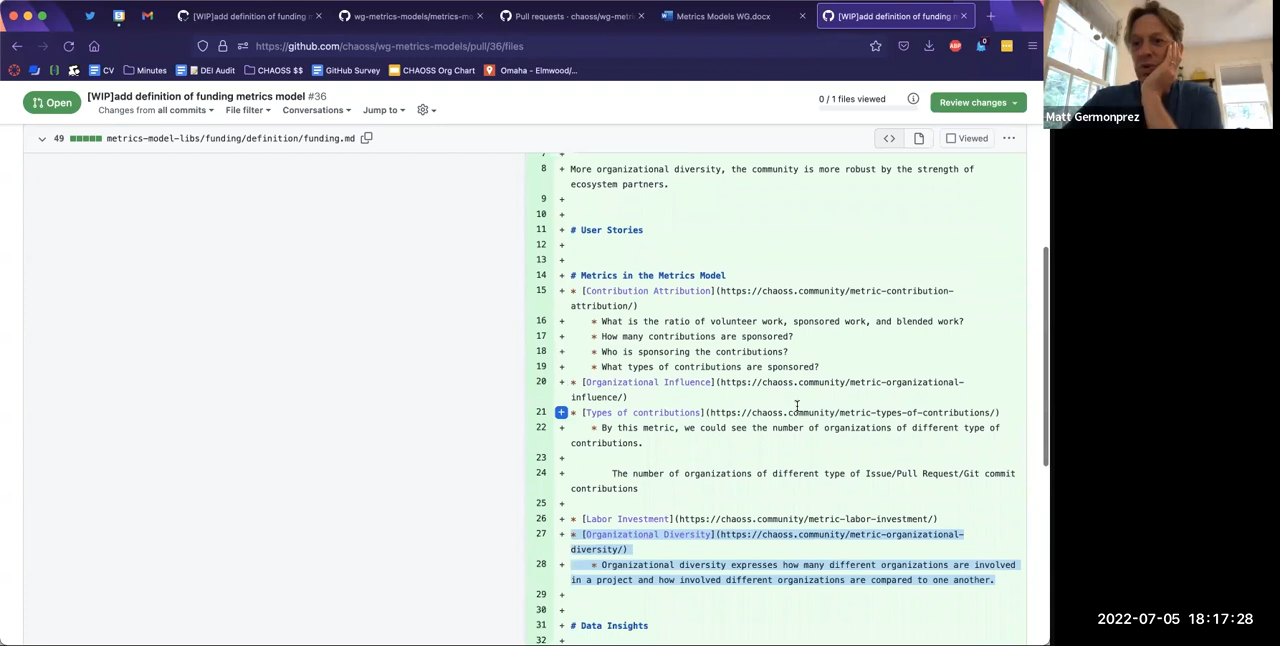 [WIP]add definition of funding m
wg-metrics-models/metrics-mo
Pull requests · chaoss/wg-metric
Metrics Models WG.docx
[WIP]add definition of funding m
https://github.com/chaoss/wg-metrics-models/pull/36/files
CV
Minutes
DEI Audit
CHAOSS $$
GitHub Survey
CHAOSS Org Chart
Omaha - Elmwood/...
Matt Germonprez
Open
[WIP]add definition of funding metrics model #36
Changes from all commits
File filter
Conversations
Jump to
0 / 1 files viewed
Review changes
49 metrics-model-libs/funding/definition/funding.md
Viewed
7 +
8 + More organizational diversity, the community is more robust by the strength of
ecosystem partners.
9 +
10 +
11 + # User Stories
12 +
13 +
14 + # Metrics in the Metrics Model
15 + * [Contribution Attribution](https://chaoss.community/metric-contribution-
attribution/)
16 + * What is the ratio of volunteer work, sponsored work, and blended work?
17 + * How many contributions are sponsored?
18 + * Who is sponsoring the contributions?
19 + * What types of contributions are sponsored?
20 + * [Organizational Influence](https://chaoss.community/metric-organizational-
influence/)
21 + * [Types of contributions](https://chaoss.community/metric-types-of-contributions/)
22 + * By this metric, we could see the number of organizations of different type of
contributions.
23 +
24 + The number of organizations of different type of Issue/Pull Request/Git commit
contributions
25 +
26 + * [Labor Investment](https://chaoss.community/metric-labor-investment/)
27 + * [Organizational Diversity](https://chaoss.community/metric-organizational-
diversity/)
28 + * Organizational diversity expresses how many different organizations are involved
in a project and how involved different organizations are compared to one another.
29 +
30 +
31 + # Data Insights
32 +
2022-07-05 18:17:28